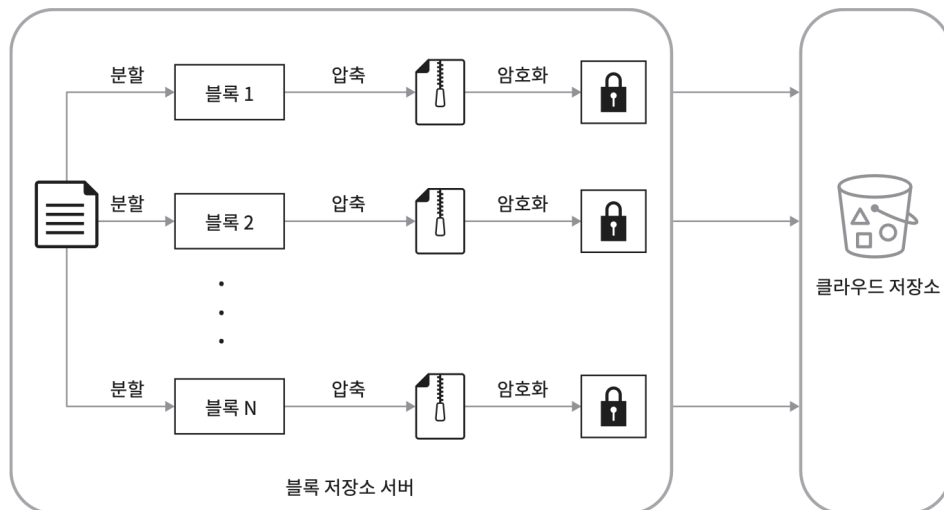 분할
블록 1
압축
암호화
분할
블록 2
압축
암호화
분할
블록 N
압축
암호화
블록 저장소 서버
클라우드 저장소